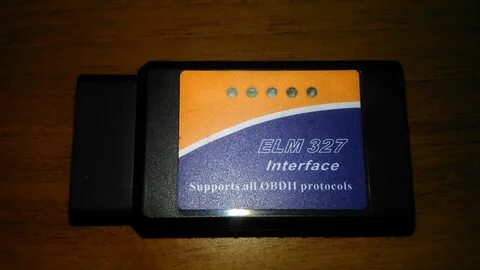 ELM 327
Interface
Supports all OBDII protocols